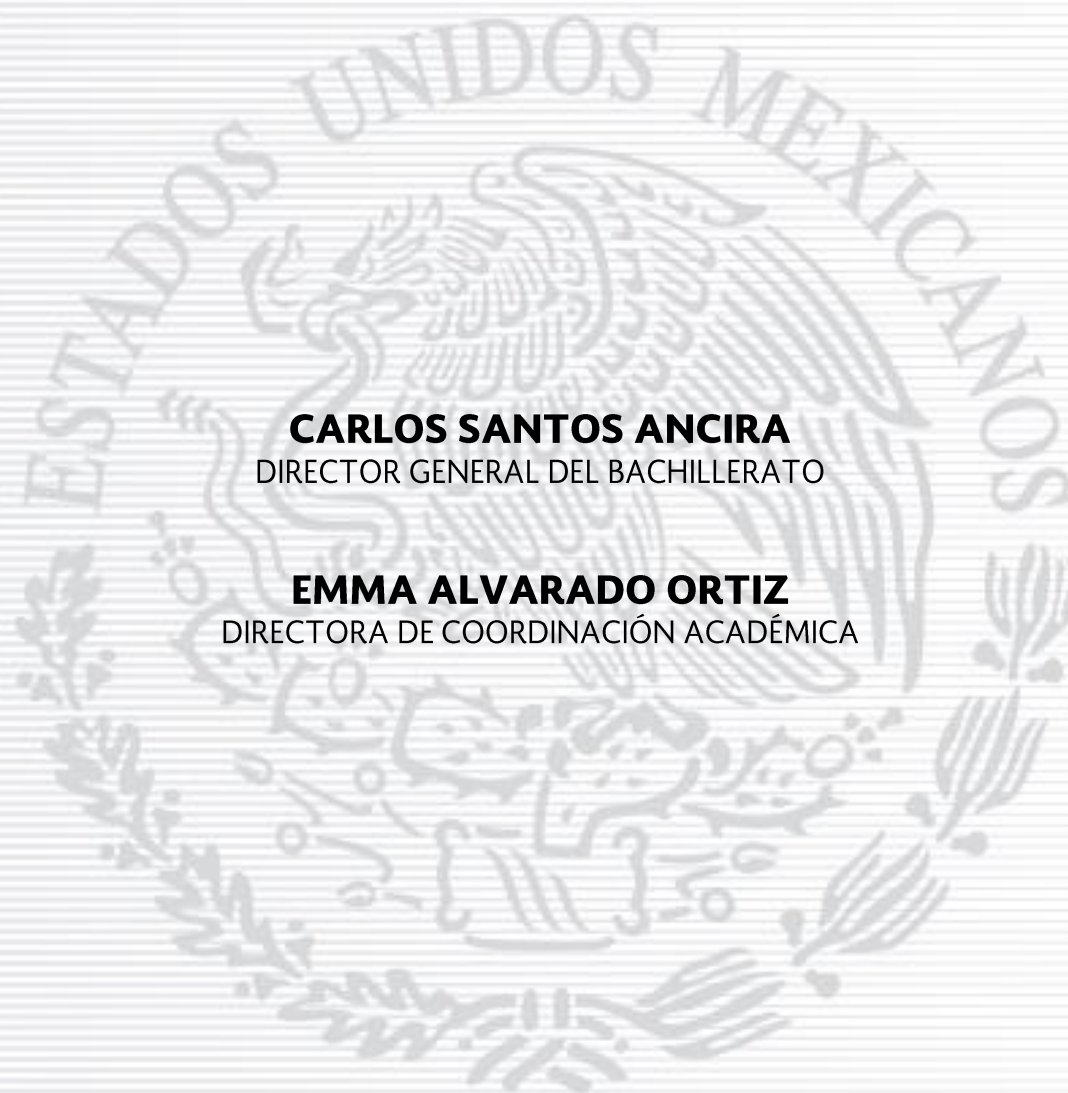 ESTADOS UNIDOS MEXICANOS
CARLOS SANTOS ANCIRA
DIRECTOR GENERAL DEL BACHILLERATO
EMMA ALVARADO ORTIZ
DIRECTORA DE COORDINACIÓN ACADÉMICA